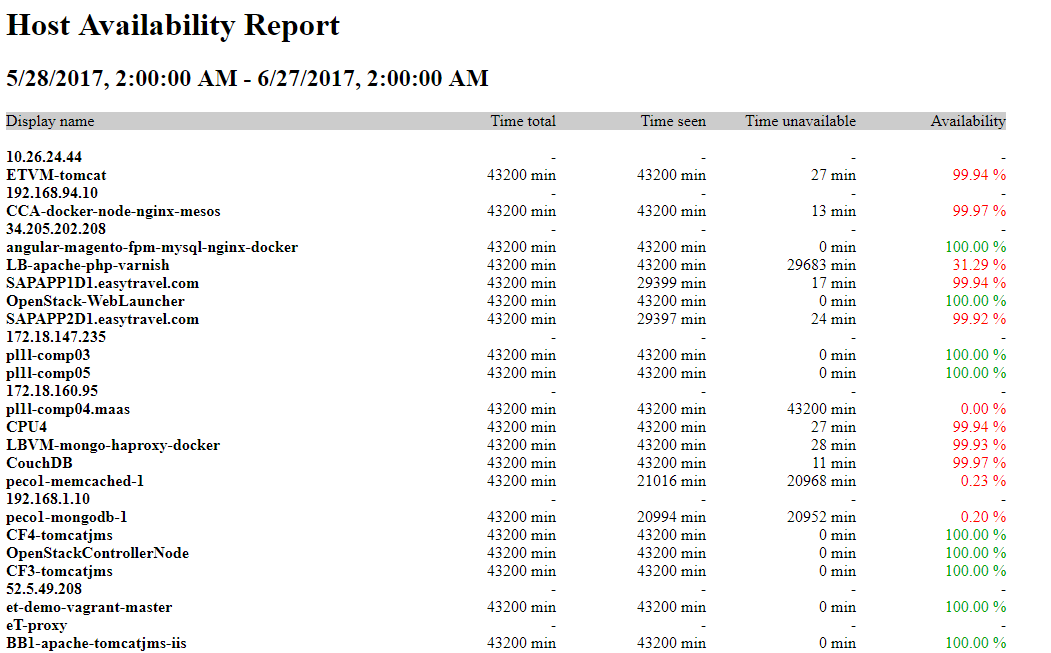 Host Availability Report
5/28/2017, 2:00:00 AM - 6/27/2017, 2:00:00 AM
Display name Time total Time seen Time unavailable Availability
10.26.24.44 - - - -
ETVM-tomcat 43200 min 43200 min 27 min 99.94 %
192.168.94.10 - - - -
CCA-docker-node-nginx-mesos 43200 min 43200 min 13 min 99.97 %
34.205.202.208 - - - -
angular-magento-fpm-mysql-nginx-docker 43200 min 43200 min 0 min 100.00 %
LB-apache-php-varnish 43200 min 43200 min 29683 min 31.29 %
SAPAPP1D1.easytravel.com 43200 min 29399 min 17 min 99.94 %
OpenStack-WebLauncher 43200 min 43200 min 0 min 100.00 %
SAPAPP2D1.easytravel.com 43200 min 29397 min 24 min 99.92 %
172.18.147.235 - - - -
pl1l-comp03 43200 min 43200 min 0 min 100.00 %
pl1l-comp05 43200 min 43200 min 0 min 100.00 %
172.18.160.95 - - - -
pl1l-comp04.maas 43200 min 43200 min 43200 min 0.00 %
CPU4 43200 min 43200 min 27 min 99.94 %
LBVM-mongo-haproxy-docker 43200 min 43200 min 28 min 99.93 %
CouchDB 43200 min 43200 min 11 min 99.97 %
peco1-memcached-1 43200 min 21016 min 20968 min 0.23 %
192.168.1.10 - - - -
peco1-mongodb-1 43200 min 20994 min 20952 min 0.20 %
CF4-tomcatjms 43200 min 43200 min 0 min 100.00 %
OpenStackControllerNode 43200 min 43200 min 0 min 100.00 %
CF3-tomcatjms 43200 min 43200 min 0 min 100.00 %
52.5.49.208 - - - -
et-demo-vagrant-master 43200 min 43200 min 0 min 100.00 %
eT-proxy - - - -
BB1-apache-tomcatjms-iis 43200 min 43200 min 0 min 100.00 %